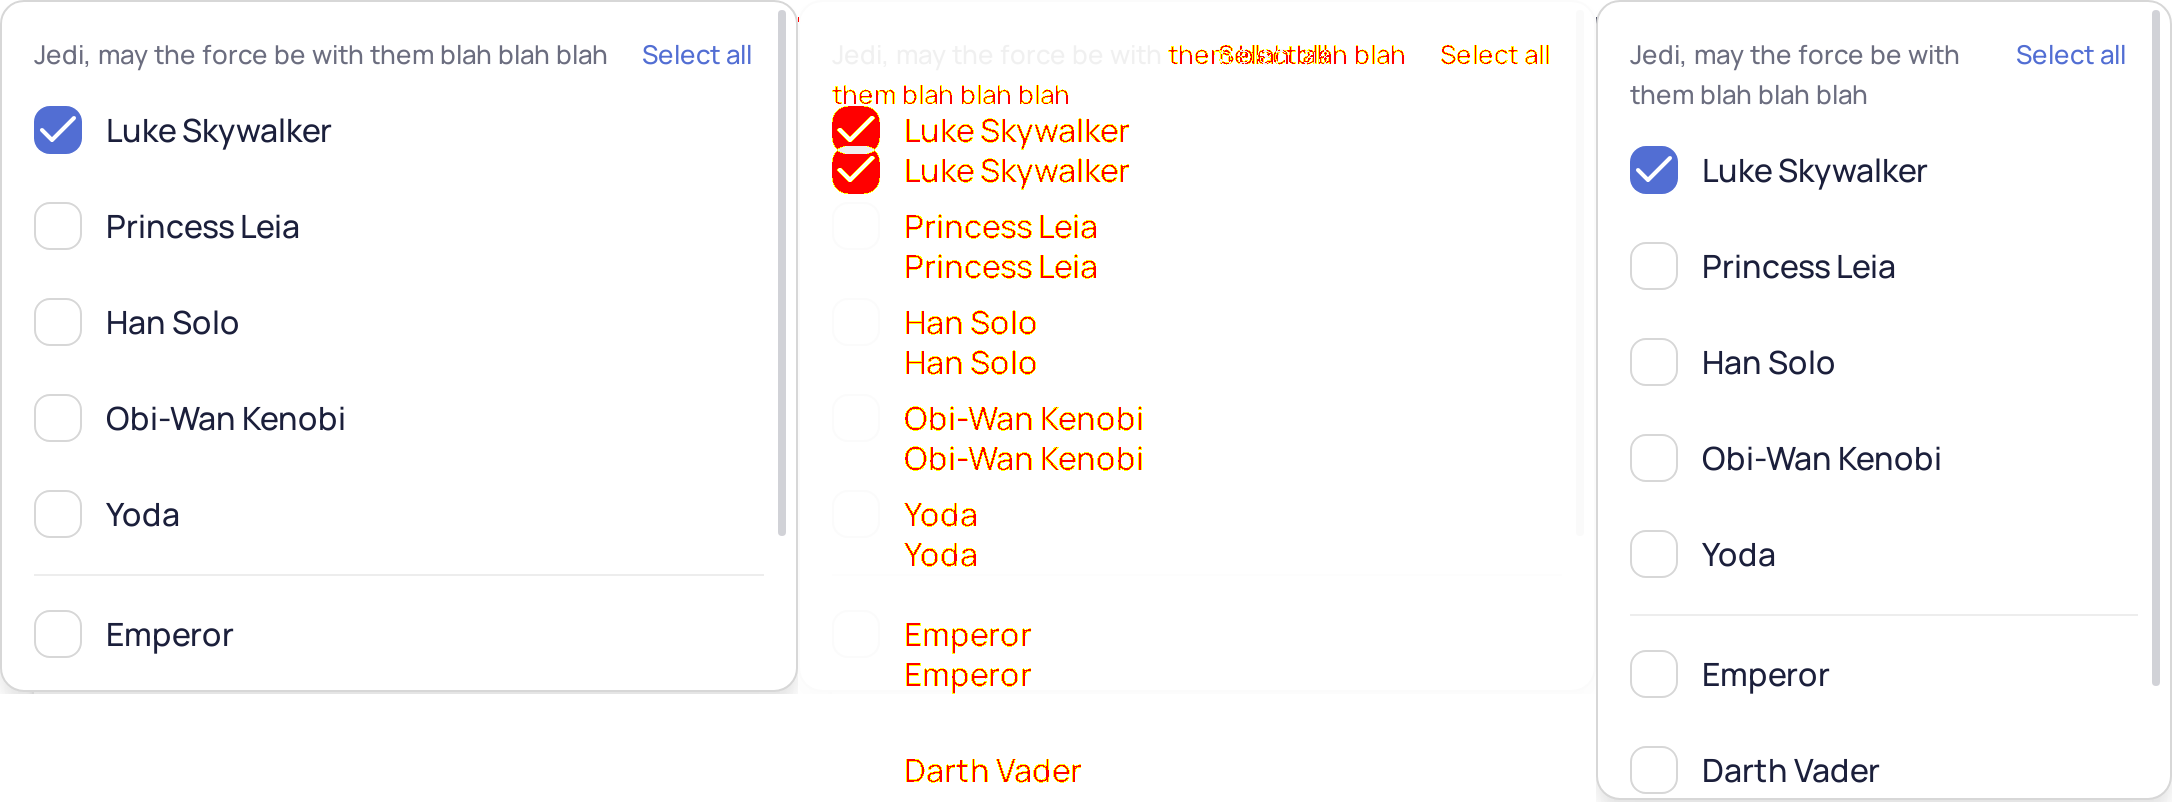 Jedi, may the force be with them blah blah blah Select all
Luke Skywalker
Princess Leia
Han Solo
Obi-Wan Kenobi
Yoda
Emperor
Jedi, may the force be with them blah blah Select all
them blah blah blah
Luke Skywalker
Luke Skywalker
Princess Leia
Princess Leia
Han Solo
Han Solo
Obi-Wan Kenobi
Obi-Wan Kenobi
Yoda
Yoda
Emperor
Emperor
Darth Vader
Jedi, may the force be with Select all
them blah blah blah
Luke Skywalker
Princess Leia
Han Solo
Obi-Wan Kenobi
Yoda
Emperor
Darth Vader